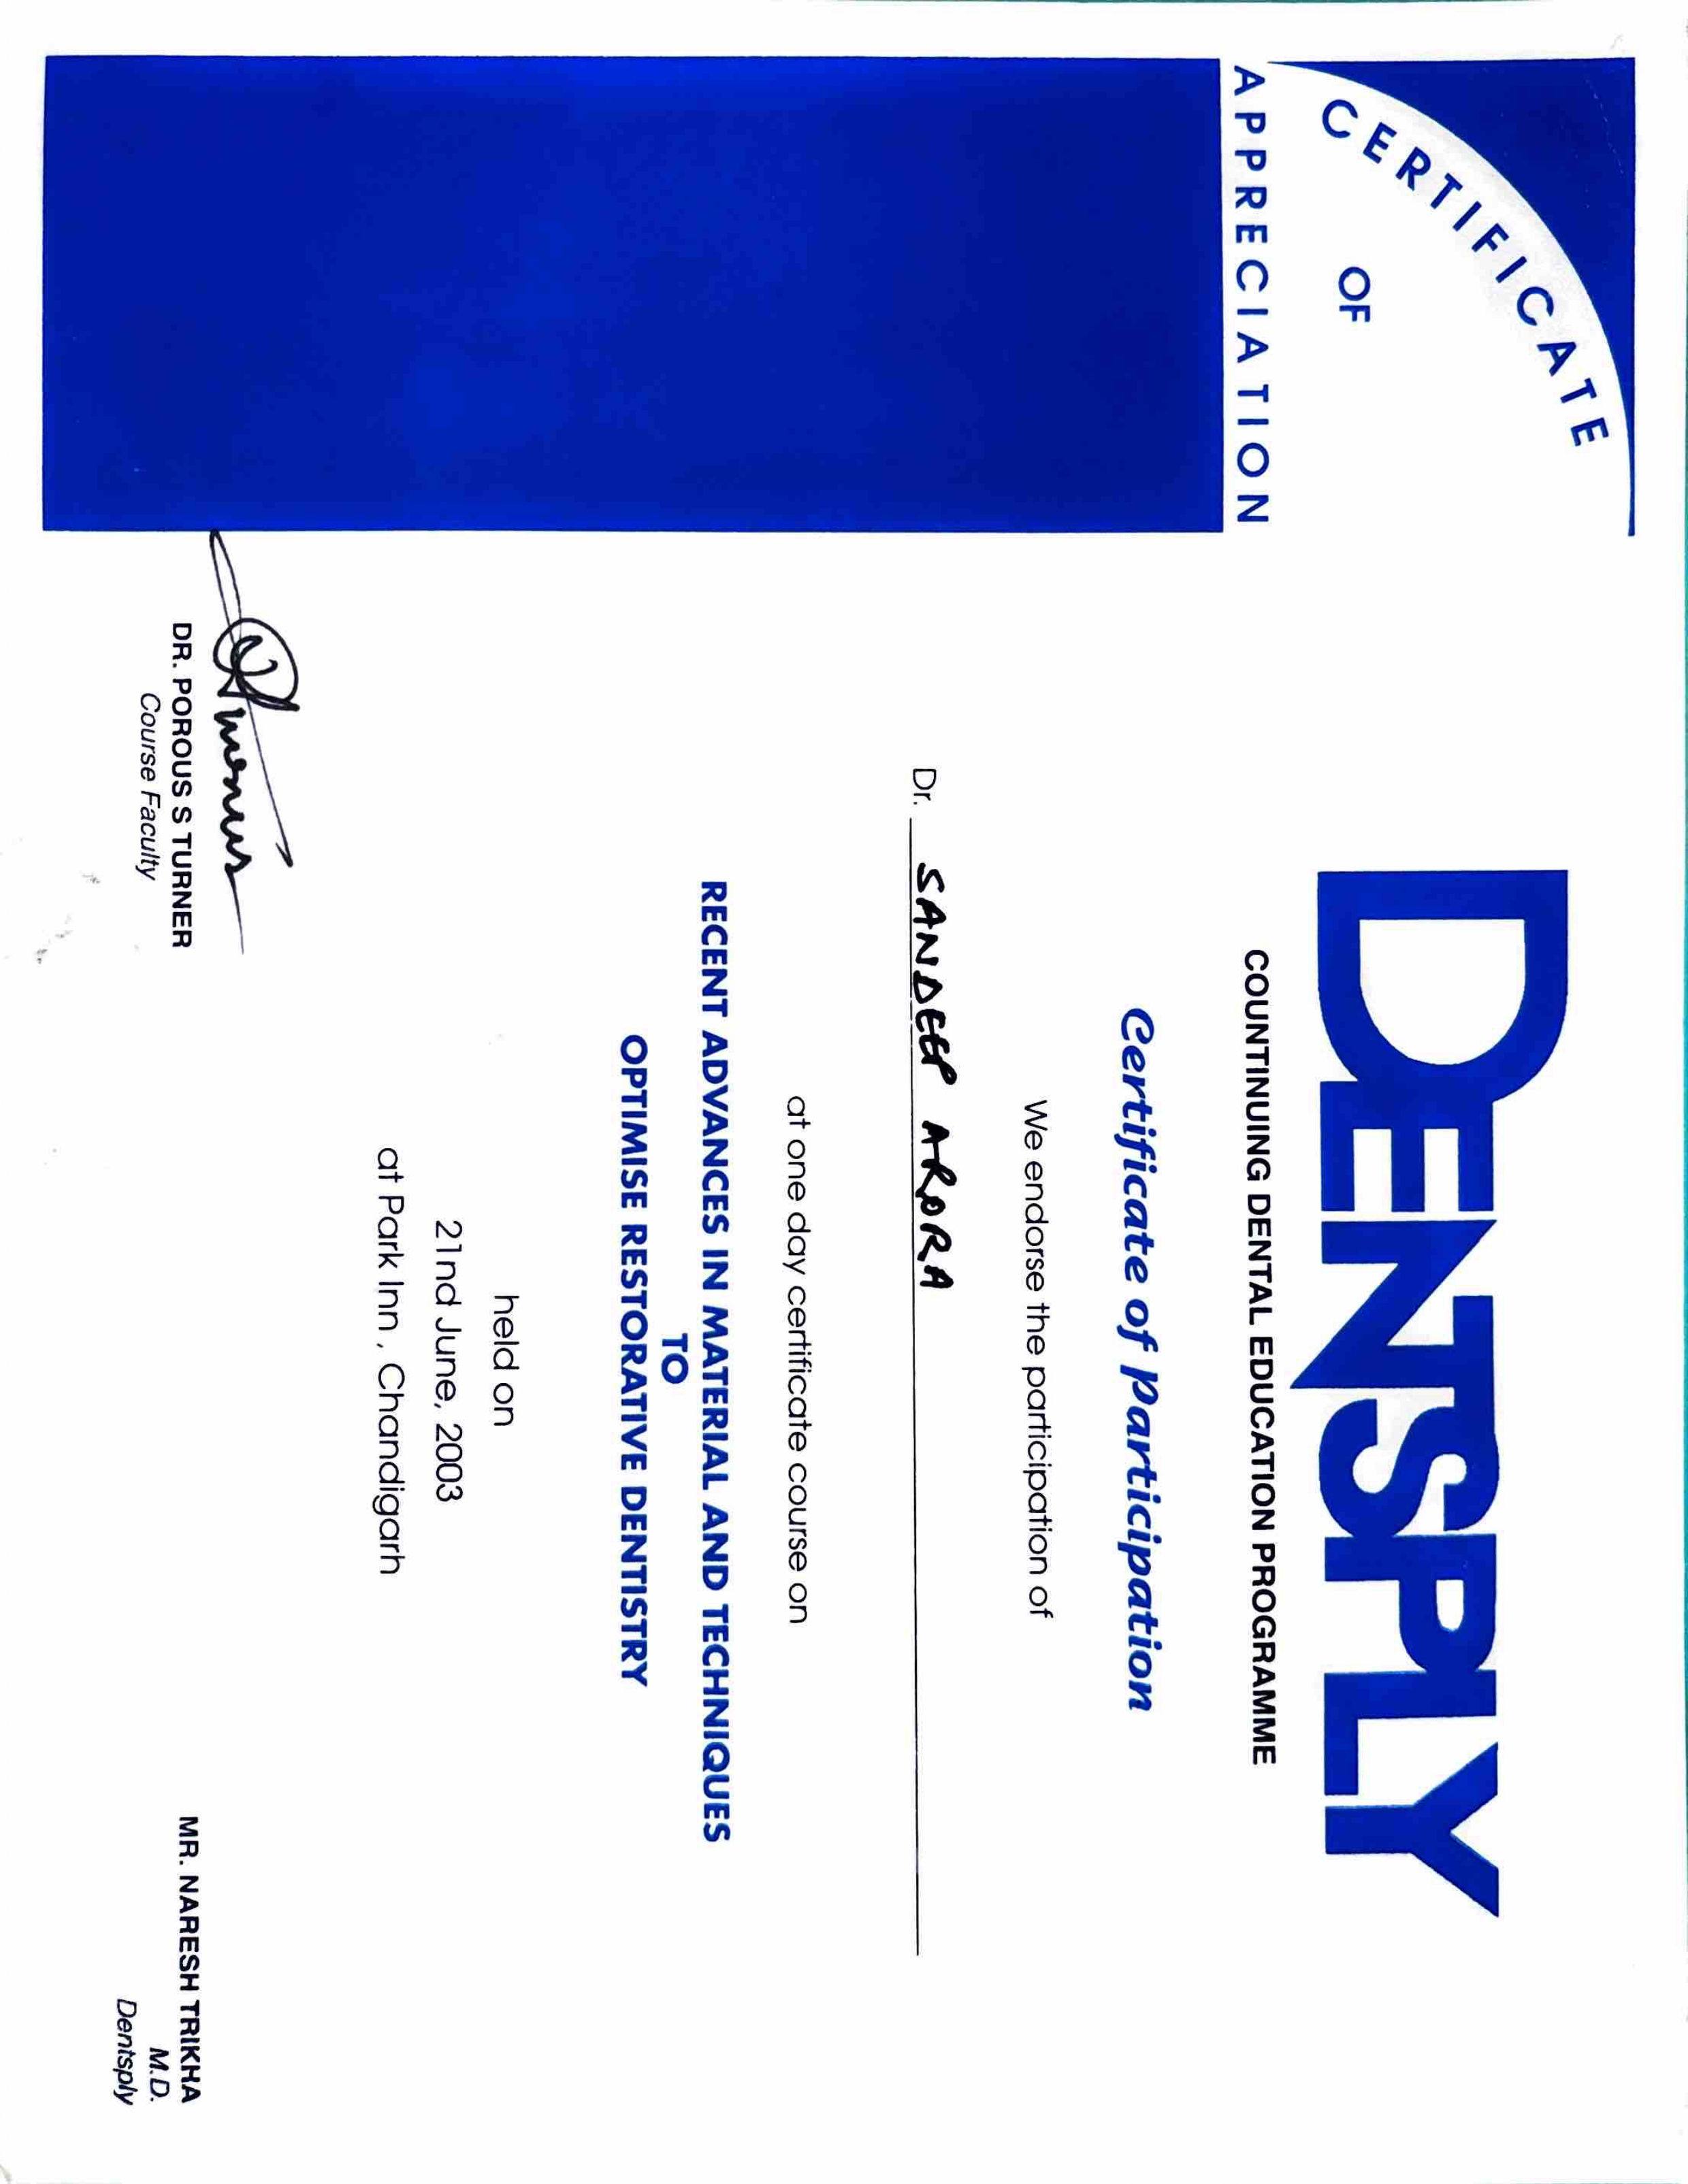 CERTIFICATE
OF
APPRECIATION
DENTSPLY
COUNTINUING DENTAL EDUCATION PROGRAMME
Certificate of Participation
We endorse the participation of
Dr. SANDEEP ARORA
at one day certificate course on
RECENT ADVANCES IN MATERIAL AND TECHNIQUES
TO
OPTIMISE RESTORATIVE DENTISTRY
held on
21nd June, 2003
at Park Inn , Chandigarh
DR. POROUS S TURNER
Course Faculty
MR. NARESH TRIKHA
M.D.
Dentsply